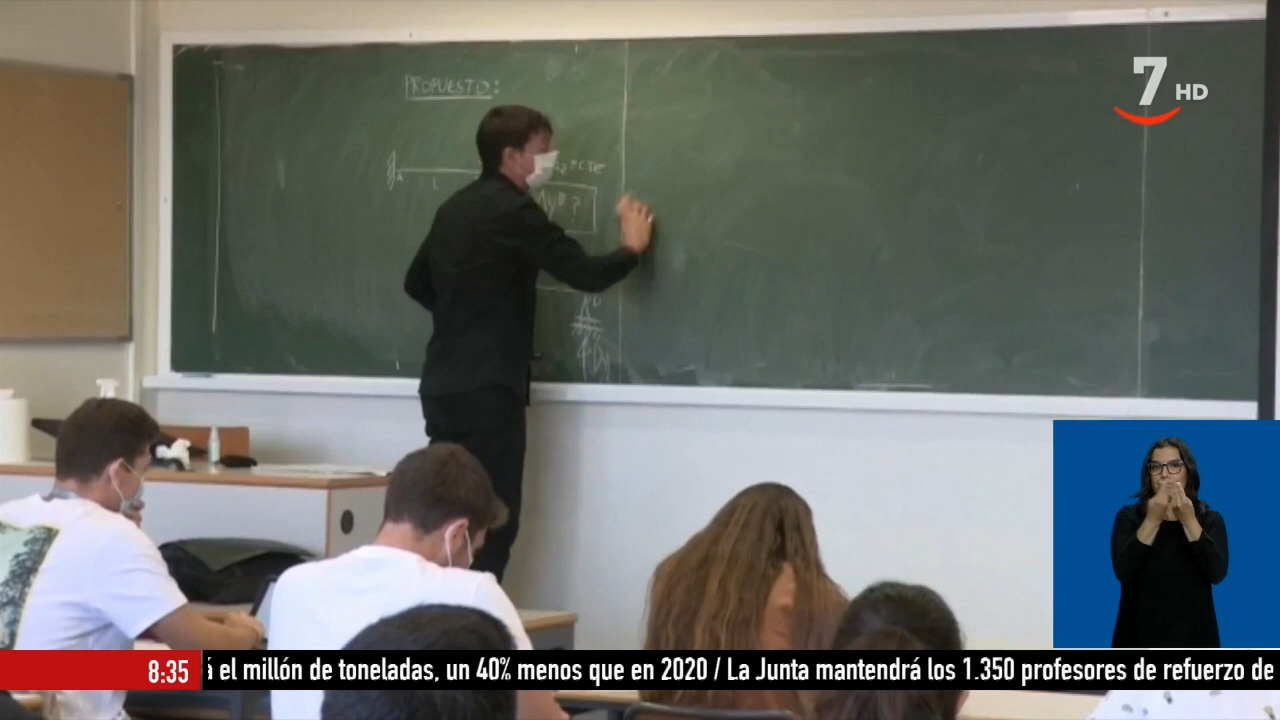 7 HD
PROPUESTO:
A
L
?
8:35
á el millón de toneladas, un 40% menos que en 2020 / La Junta mantendrá los 1.350 profesores de refuerzo de